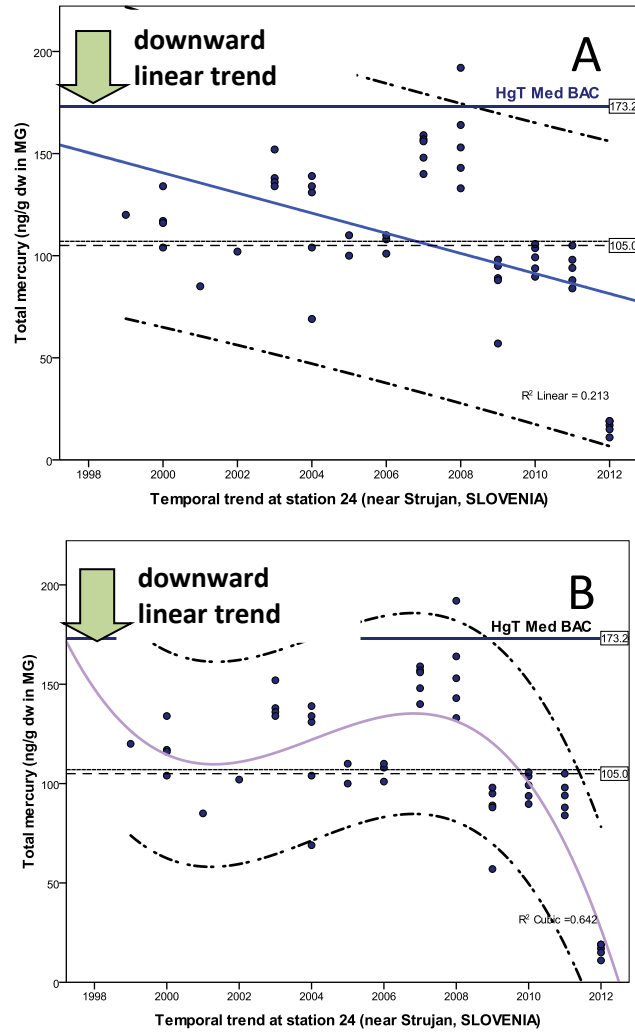 downward
linear trend
A
HgT Med BAC
173.2
105.0
R² Linear = 0.213
Total mercury (ng/g dw in MG)
200
150
100
50
0
1998 2000 2002 2004 2006 2008 2010 2012
Temporal trend at station 24 (near Strujan, SLOVENIA)
downward
linear trend
B
HgT Med BAC
173.2
105.0
R² Cubic =0.642
Total mercury (ng/g dw in MG)
200
150
100
50
0
1998 2000 2002 2004 2006 2008 2010 2012
Temporal trend at station 24 (near Strujan, SLOVENIA)